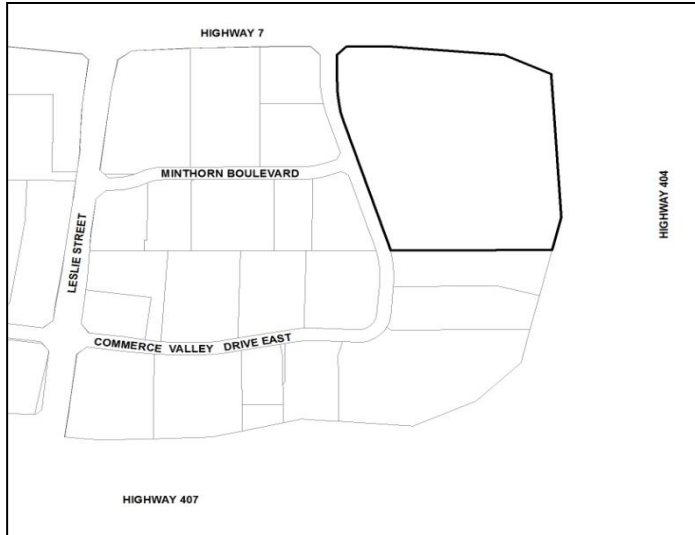 HIGHWAY 7
MINTHORN BOULEVARD
HIGHWAY 404
LESLIE STREET
COMMERCE VALLEY DRIVE EAST
HIGHWAY 407